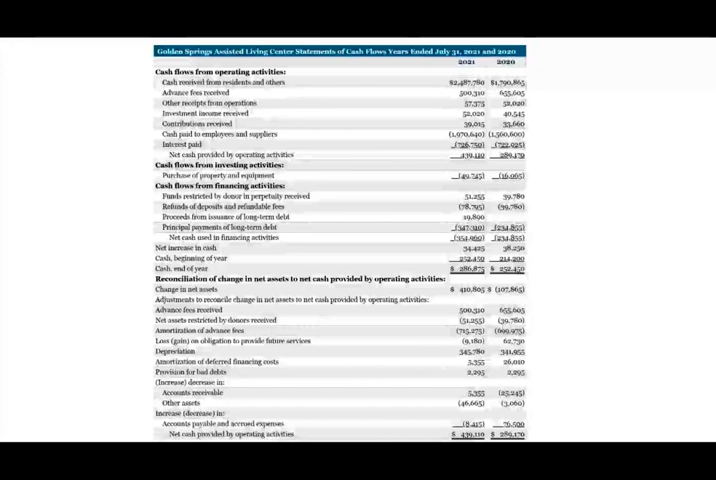 Golden Springs Assisted Living Center Statements of Cash Flows Years Ended July 31, 2021 and 2020
2021 2020
Cash flows from operating activities:
Cash received from residents and others $2,487,780 $1,790,865
Advance fees received 500,310 655,605
Other receipts from operations 57,375 52,020
Investment income received 52,020 40,545
Contributions received 39,015 33,660
Cash paid to employees and suppliers (1,970,640) (1,560,600)
Interest paid (726,750) (722,925)
Net cash provided by operating activities 439,110 289,170
Cash flows from investing activities:
Purchase of property and equipment (49,725) (16,065)
Cash flows from financing activities:
Funds restricted by donor in perpetuity received 51,255 39,780
Refunds of deposits and refundable fees (78,795) (39,780)
Proceeds from issuance of long-term debt 19,890
Principal payments of long-term debt (347,310) (234,855)
Net cash used in financing activities (354,960) (234,855)
Net increase in cash 34,425 38,250
Cash, beginning of year 252,450 214,200
Cash, end of year $ 286,875 $ 252,450
Reconciliation of change in net assets to net cash provided by operating activities:
Change in net assets $ 410,805 $ (107,865)
Adjustments to reconcile change in net assets to net cash provided by operating activities:
Advance fees received 500,310 655,605
Net assets restricted by donors received (51,255) (39,780)
Amortization of advance fees (715,275) (699,975)
Loss (gain) on obligation to provide future services (9,180) 62,730
Depreciation 345,780 341,955
Amortization of deferred financing costs 5,355 26,010
Provision for bad debts 2,295 2,295
(Increase) decrease in:
Accounts receivable 5,355 (25,245)
Other assets (46,665) (3,060)
Increase (decrease) in:
Accounts payable and accrued expenses (8,415) 76,500
Net cash provided by operating activities $ 439,110 $ 289,170